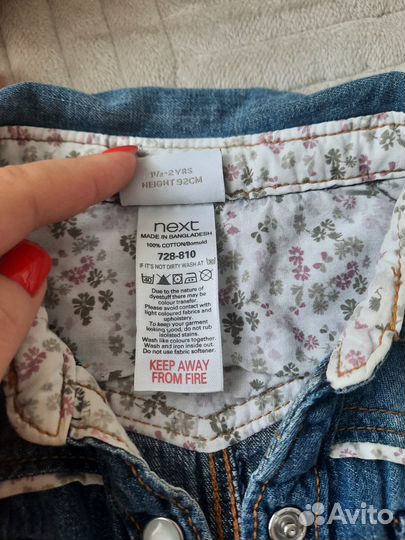 1½-2YRS
HEIGHT 92CM
next
MADE IN BANGLADESH
100% COTTON/Bomuld
728-810
IF IT'S NOT DIRTY WASH AT
Due to the nature of
dyestuff there may be
colour transfer.
Please avoid contact with
light coloured fabrics and
upholstery.
To keep your garment
looking good, do not rub
isolated stains.
Wash like colours together.
Wash and iron inside out.
Do not use fabric softener.
KEEP AWAY
FROM FIRE
Avito